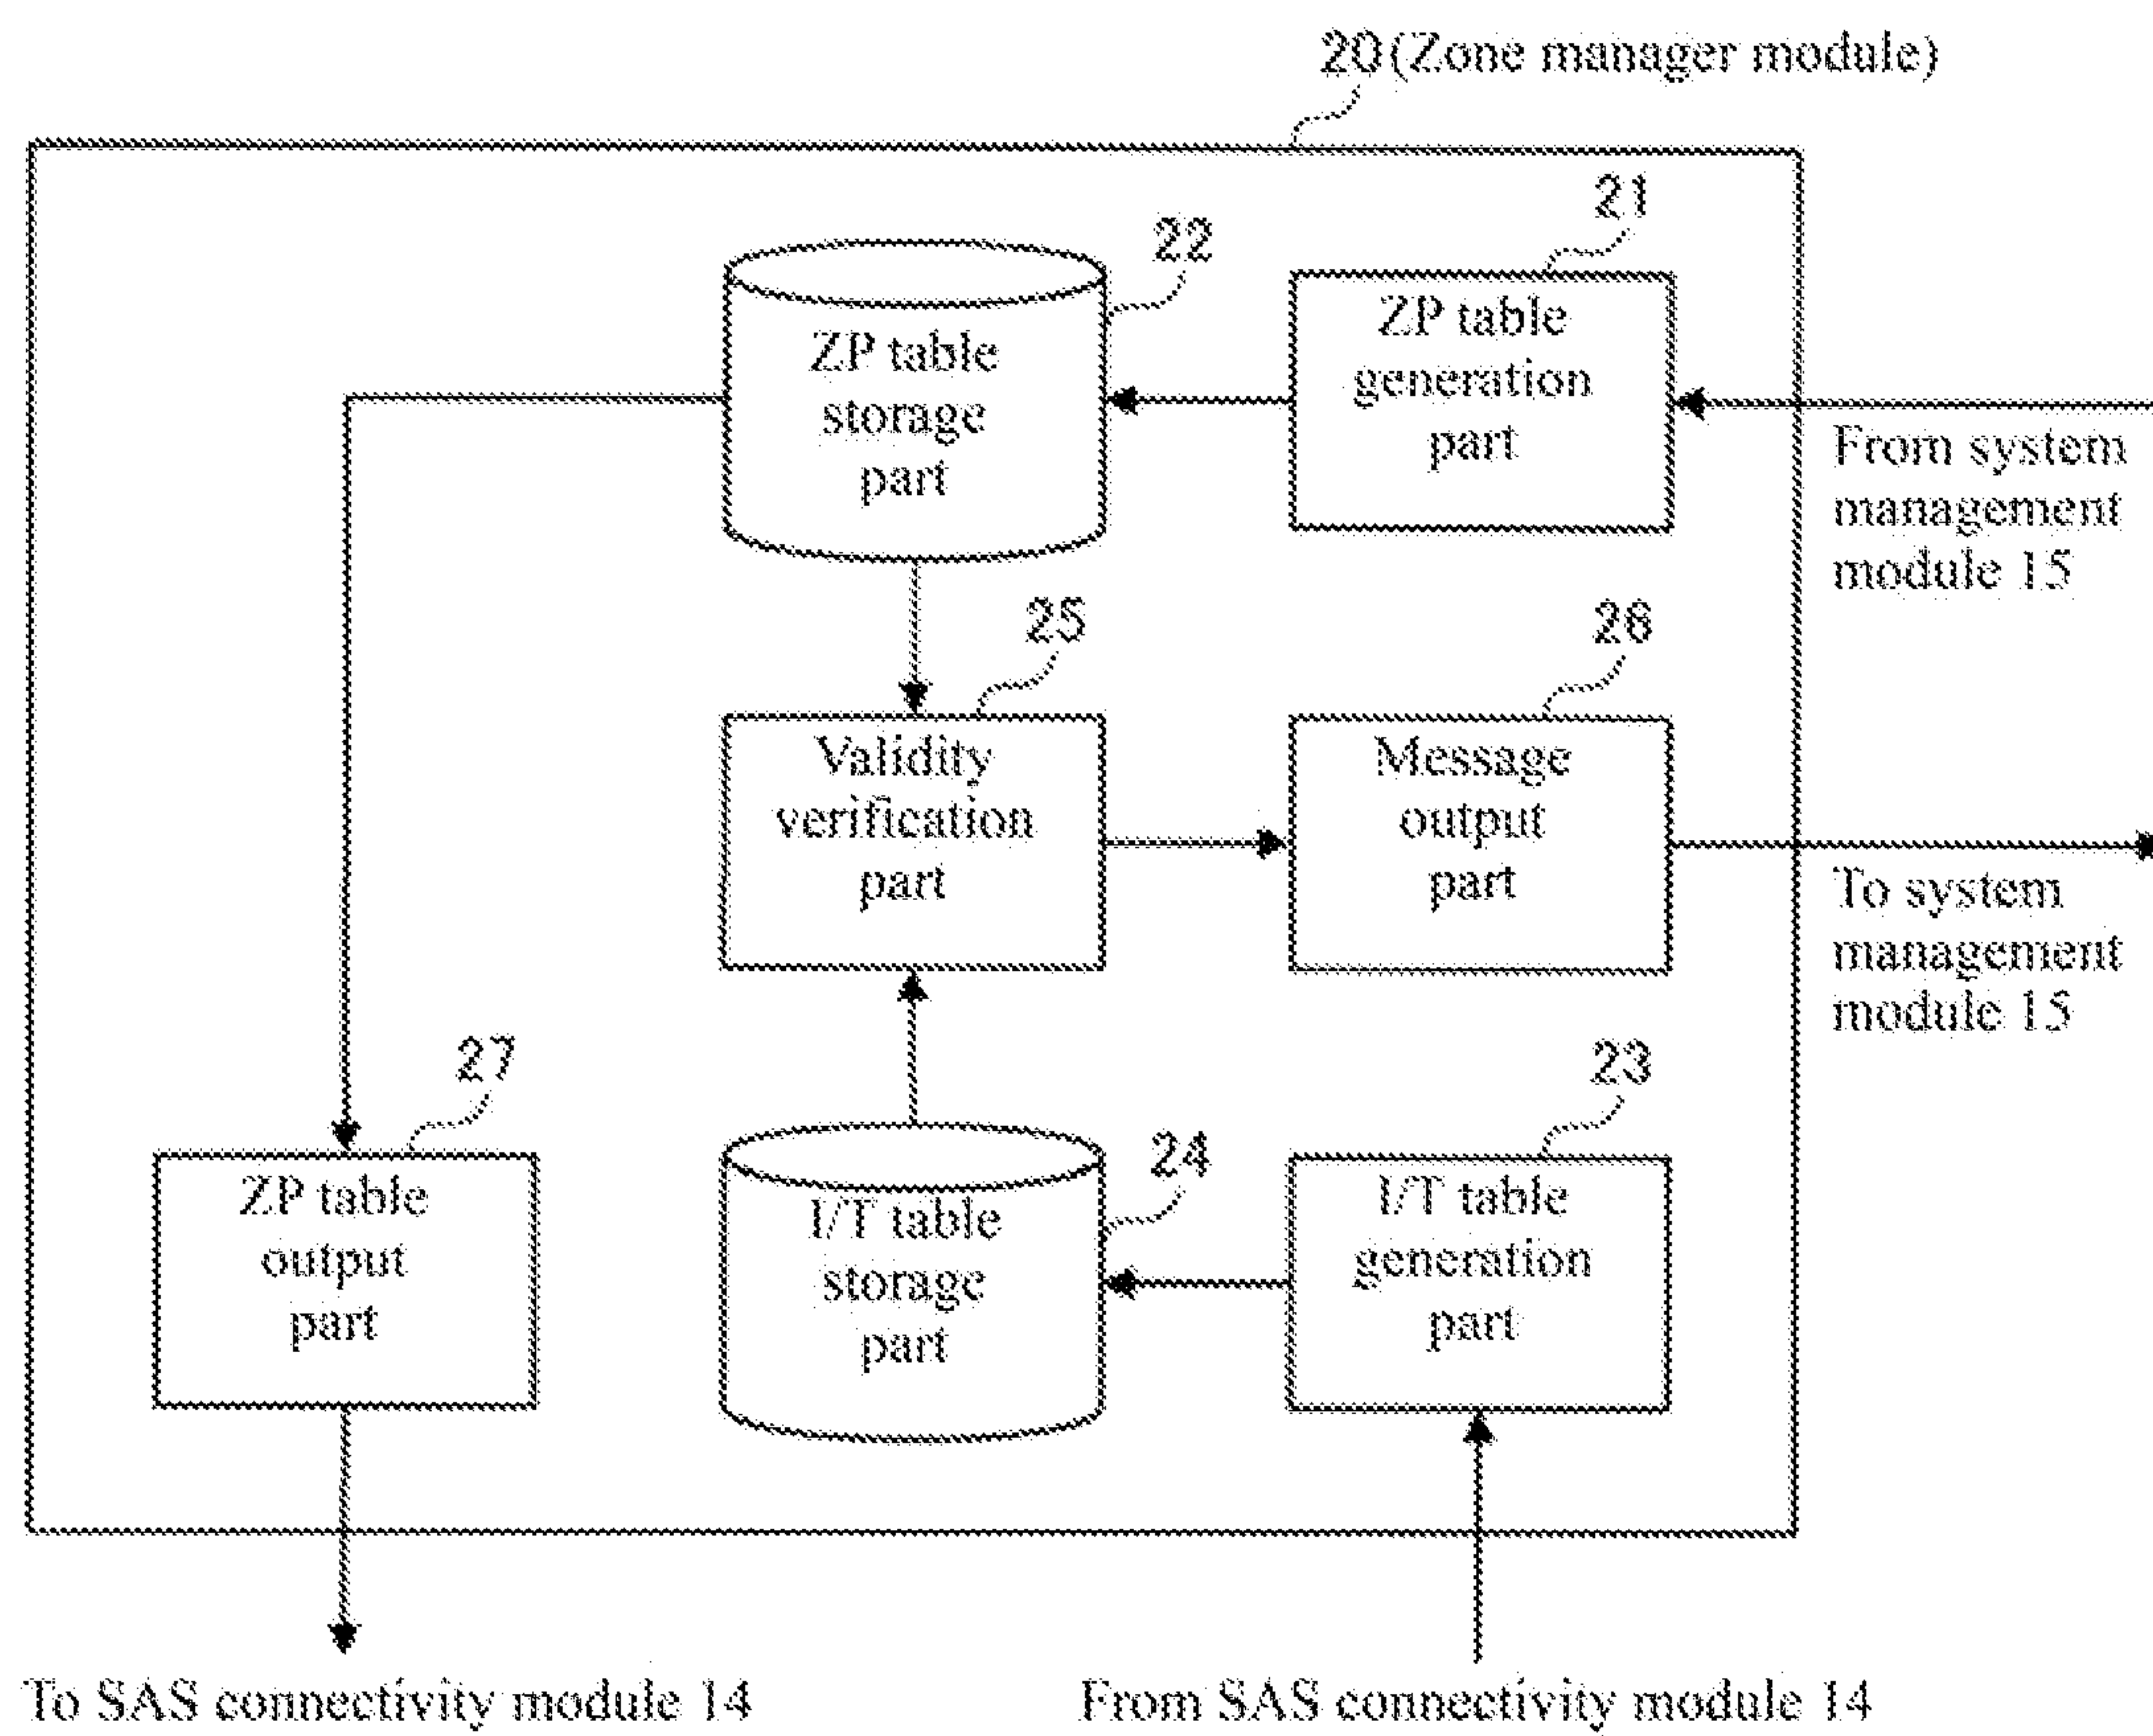 20(Zone manager module)
21
22
ZP table
generation
part
ZP table
storage
part
From system
management
module 15
25
26
Validity
verification
part
Message
output
part
To system
management
module 15
27
23
24
ZP table
output
part
I/T table
storage
part
I/T table
generation
part
To SAS connectivity module 14
From SAS connectivity module 14